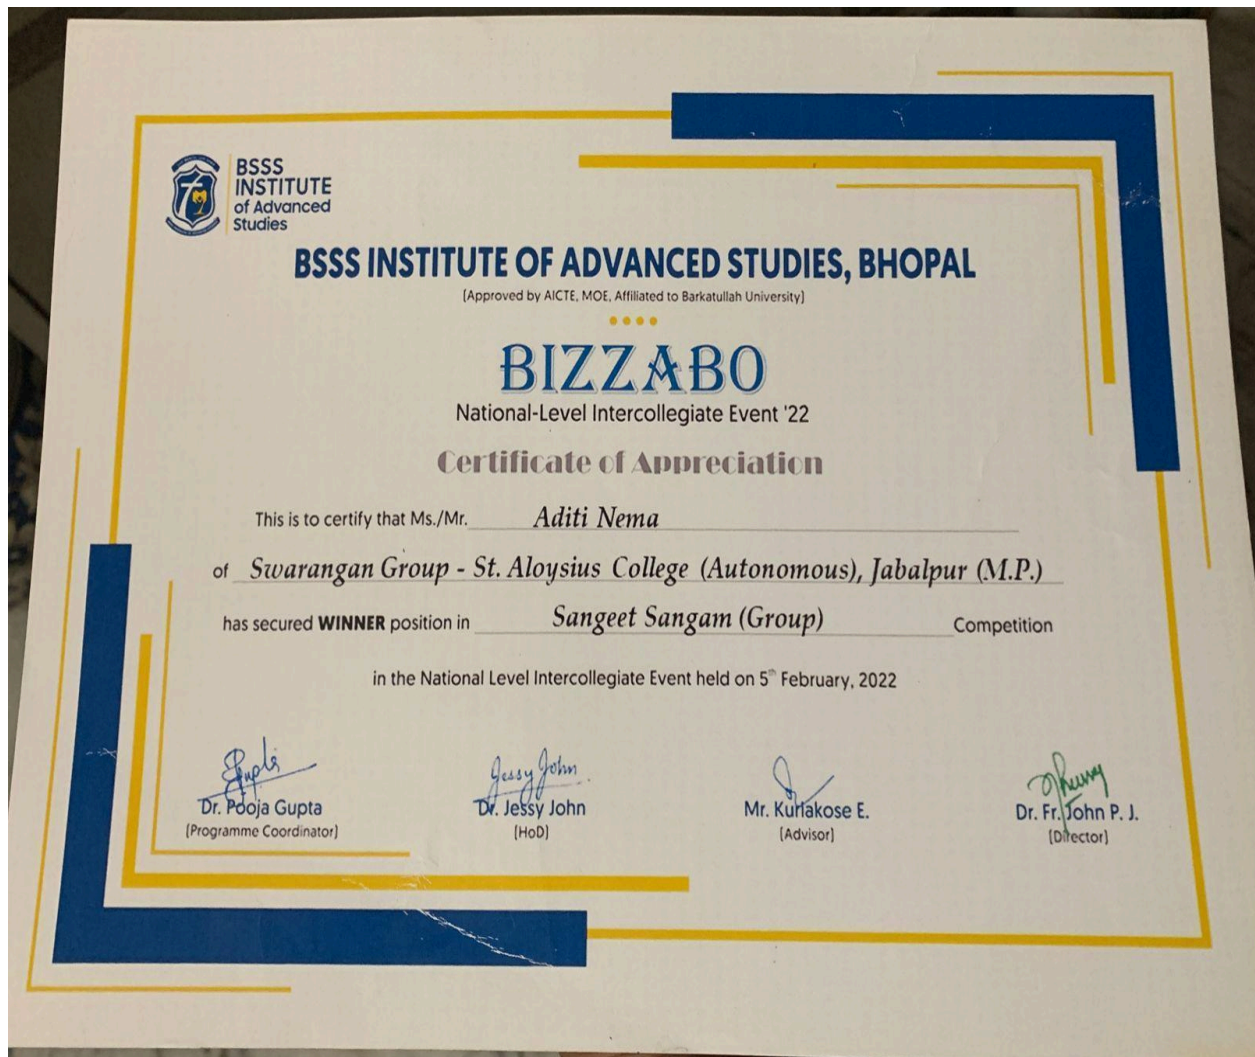 BSSS
INSTITUTE
of Advanced
Studies
BSSS INSTITUTE OF ADVANCED STUDIES, BHOPAL
(Approved by AICTE, MOE, Affiliated to Barkatullah University)
BIZZABO
National-Level Intercollegiate Event '22
Certificate of Appreciation
This is to certify that Ms./Mr. Aditi Nema
of Swarangan Group - St. Aloysius College (Autonomous), Jabalpur (M.P.)
has secured WINNER position in Sangeet Sangam (Group) Competition
in the National Level Intercollegiate Event held on 5th February, 2022
Gupta
Jessy John
Dr. Pooja Gupta
Dr. Jessy John
Mr. Kuriakose E.
Dr. Fr. John P. J.
(Programme Coordinator)
(HoD)
(Advisor)
(Director)